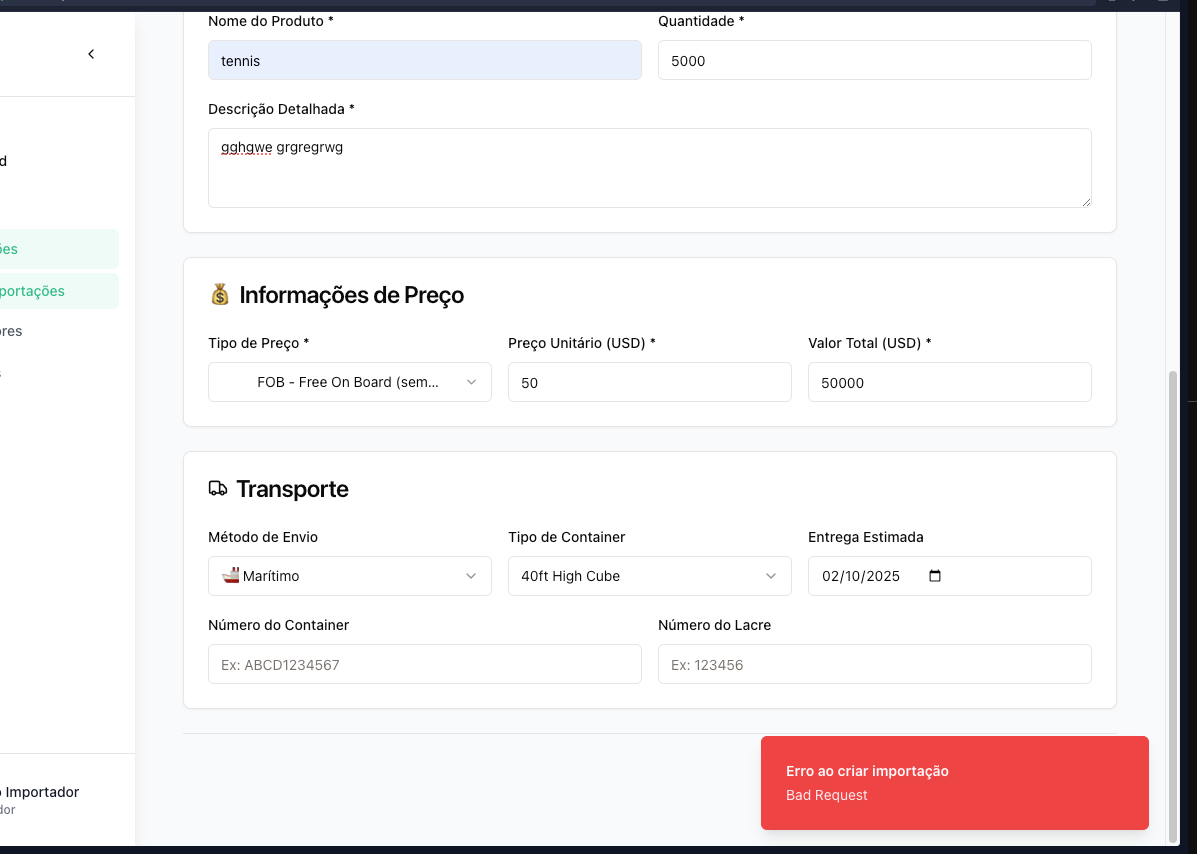 Nome do Produto *
Quantidade *
tennis
5000
Descrição Detalhada *
gghgwe grgregrwg
Informações de Preço
Tipo de Preço *
Preço Unitário (USD) *
Valor Total (USD) *
FOB - Free On Board (sem...
50
50000
Transporte
Método de Envio
Tipo de Container
Entrega Estimada
Marítimo
40ft High Cube
02/10/2025
Número do Container
Número do Lacre
Ex: ABCD1234567
Ex: 123456
d
ões
portações
ores
s
o Importador
dor
Erro ao criar importação
Bad Request